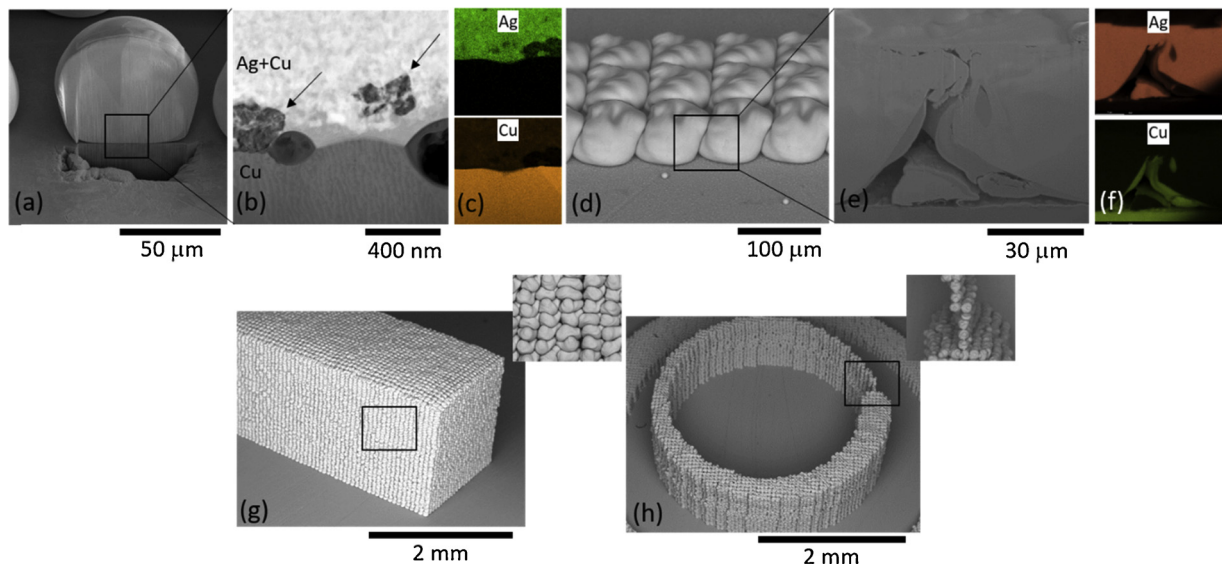 Ag+Cu
Cu
(a)
(b)
Ag
Cu
(c)
(d)
(e)
Ag
Cu
(f)
50 μm
400 nm
100 μm
30 μm
(g)
(h)
2 mm
2 mm